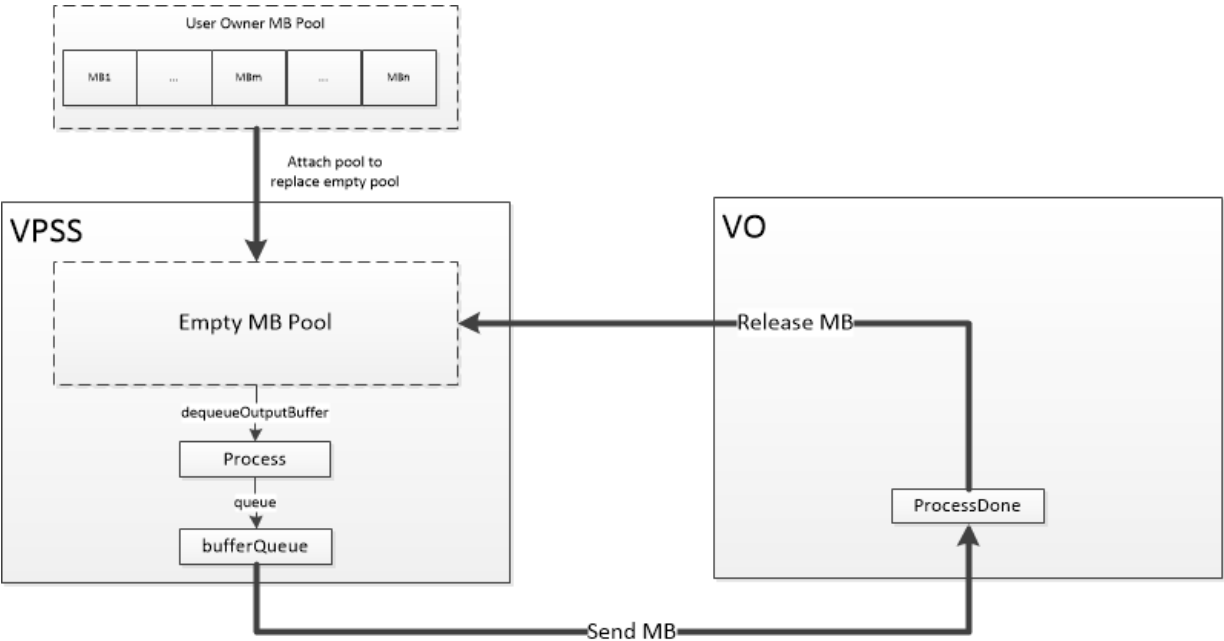 User Owner MB Pool
MB1
...
MBm
...
MBn
Attach pool to
replace empty pool
VPSS
VO
Empty MB Pool
Release MB
dequeueOutputBuffer
Process
queue
ProcessDone
bufferQueue
Send MB